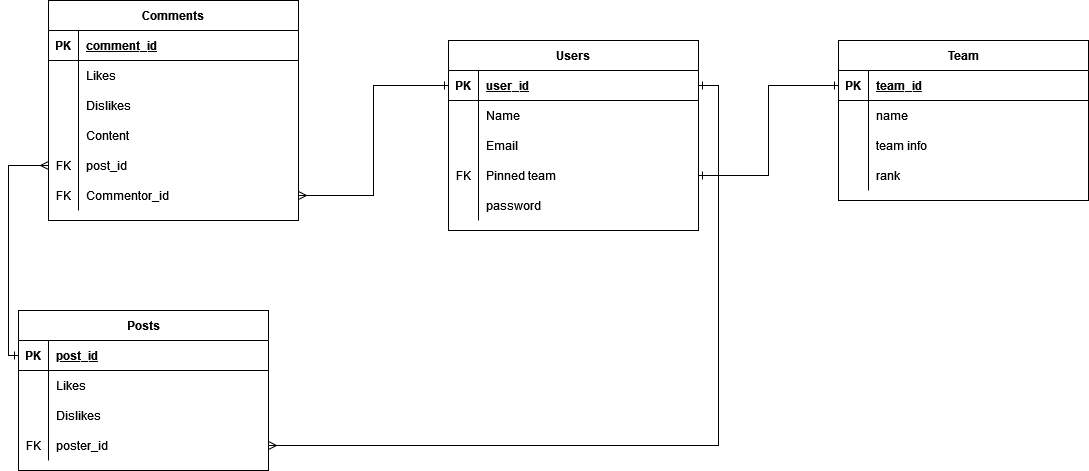 Comments
PK comment_id
Likes
Dislikes
Content
FK post_id
FK Commentor_id
Users
PK user_id
Name
Email
FK Pinned team
password
Team
PK team_id
name
team info
rank
Posts
PK post_id
Likes
Dislikes
FK poster_id